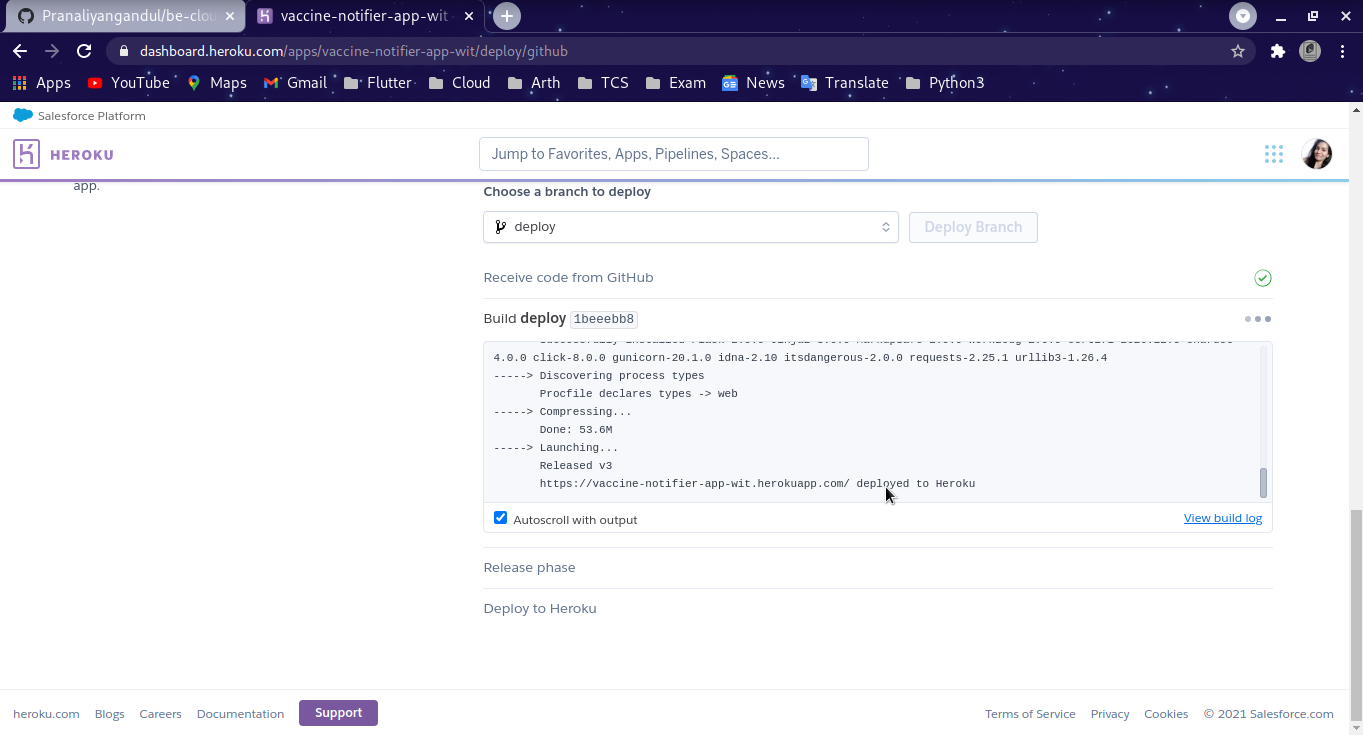 Pranaliyangandul/be-clou
vaccine-notifier-app-wit
dashboard.heroku.com/apps/vaccine-notifier-app-wit/deploy/github
Apps YouTube Maps Gmail Flutter Cloud Arth TCS Exam News Translate Python3
Salesforce Platform
HEROKU
Jump to Favorites, Apps, Pipelines, Spaces...
app.
Choose a branch to deploy
deploy
Deploy Branch
Receive code from GitHub
Build deploy 1beeebb8
4.0.0 click-8.0.0 gunicorn-20.1.0 idna-2.10 itsdangerous-2.0.0 requests-2.25.1 urllib3-1.26.4
-----> Discovering process types
Procfile declares types -> web
-----> Compressing...
Done: 53.6M
-----> Launching...
Released v3
https://vaccine-notifier-app-wit.herokuapp.com/ deployed to Heroku
Autoscroll with output
View build log
Release phase
Deploy to Heroku
heroku.com Blogs Careers Documentation Support
Terms of Service Privacy Cookies © 2021 Salesforce.com